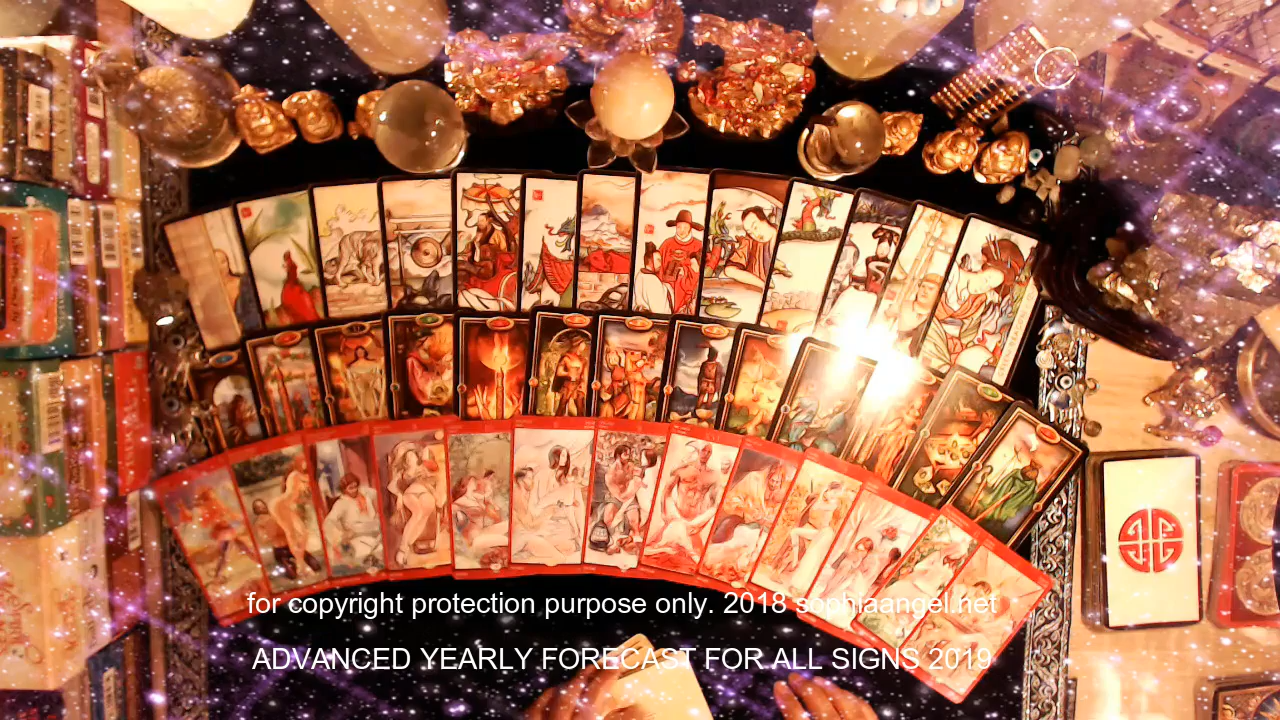 for copyright protection purpose only. 2018 sophiaangel.net
ADVANCED YEARLY FORECAST FOR ALL SIGNS 2019